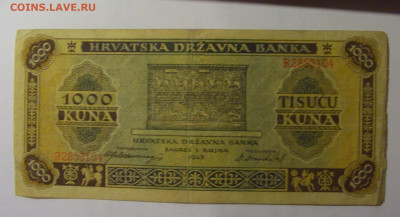 COINS.LAVE.RU
HRVATSKA DRŽAVNA BANKA
1000
1000
1000 KUNA
TISUĆU KUNA
HRVATSKA DRŽAVNA BANKA
ZAGREB 1. RUJNA
1943
1000
1000